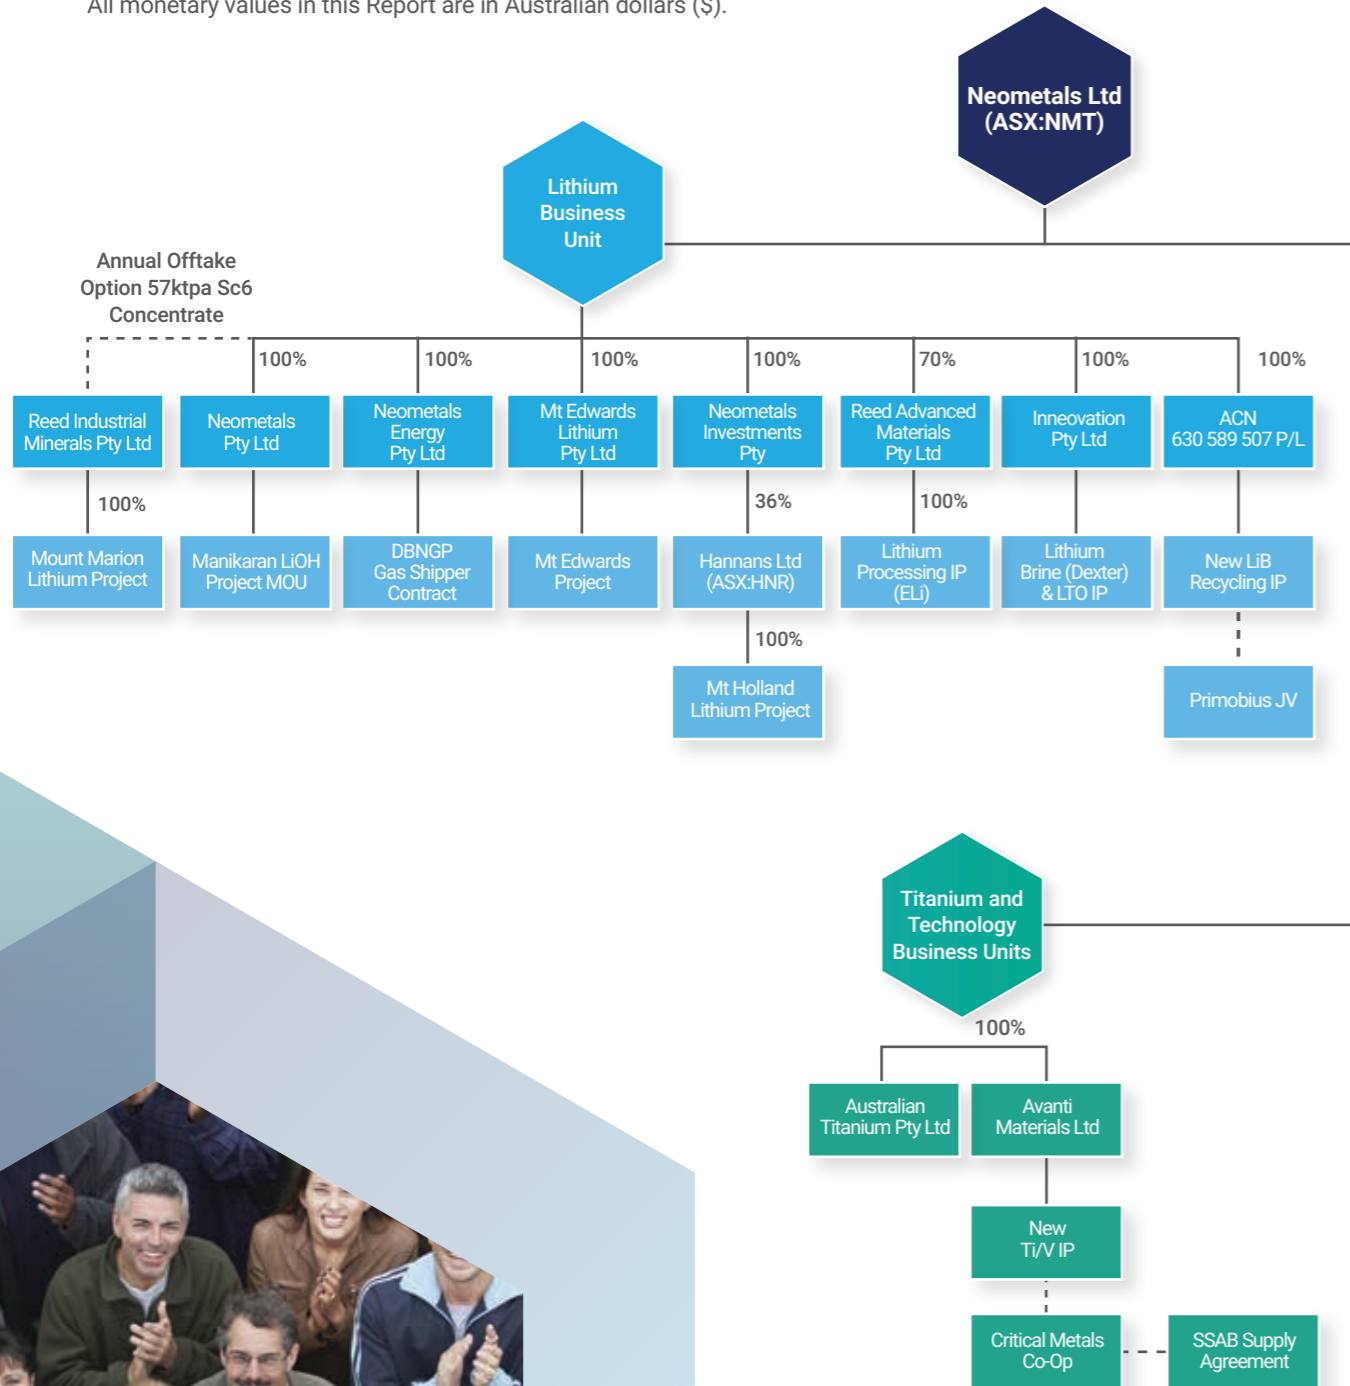 All monetary values in this Report are in Australian dollars ($).
Neometals Ltd
(ASX:NMT)
Lithium
Business
Unit
Annual Offtake
Option 57ktpa Sc6
Concentrate
100%
100%
100%
100%
70%
100%
100%
Reed Industrial
Minerals Pty Ltd
Neometals
Pty Ltd
Neometals
Energy
Pty Ltd
Mt Edwards
Lithium
Pty Ltd
Neometals
Investments
Pty
Reed Advanced
Materials
Pty Ltd
Inneovation
Pty Ltd
ACN
630 589 507 P/L
100%
36%
100%
Mount Marion
Lithium Project
Manikaran LiOH
Project MOU
DBNGP
Gas Shipper
Contract
Mt Edwards
Project
Hannans Ltd
(ASX:HNR)
Lithium
Processing IP
(ELi)
Lithium
Brine (Dexter)
& LTO IP
New LiB
Recycling IP
100%
Mt Holland
Lithium Project
Primobius JV
Titanium and
Technology
Business Units
100%
Australian
Titanium Pty Ltd
Avanti
Materials Ltd
New
Ti/V IP
Critical Metals
Co-Op
SSAB Supply
Agreement